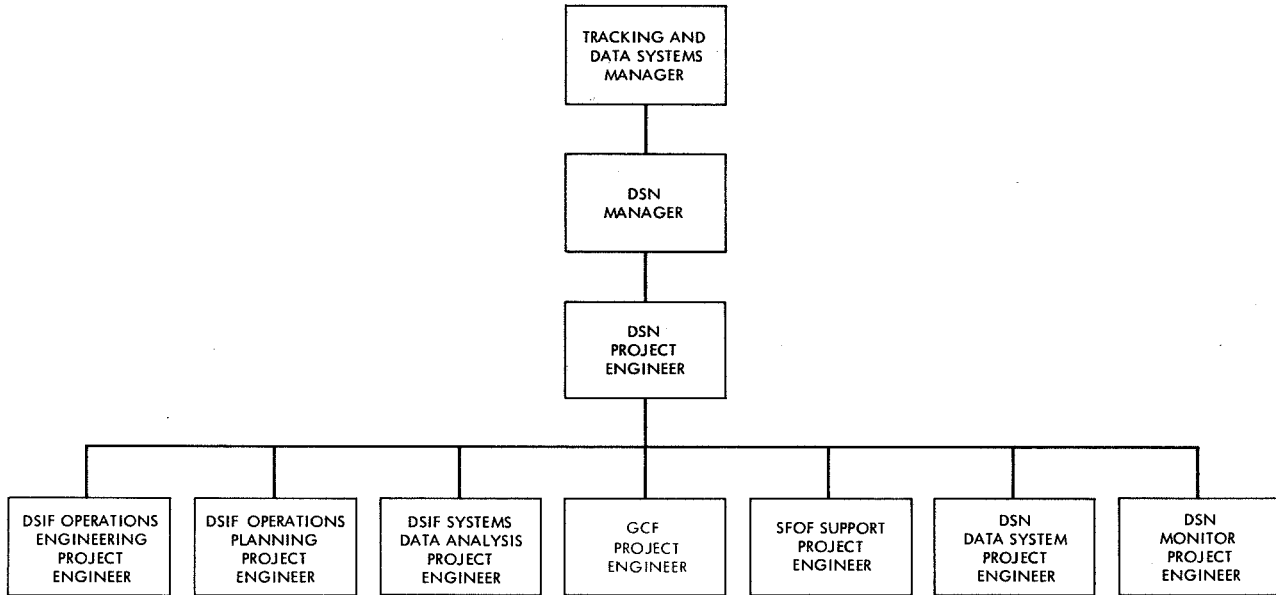 TRACKING AND
DATA SYSTEMS
MANAGER
DSN
MANAGER
DSN
PROJECT
ENGINEER
DSIF OPERATIONS
ENGINEERING
PROJECT
ENGINEER
DSIF OPERATIONS
PLANNING
PROJECT
ENGINEER
DSIF SYSTEMS
DATA ANALYSIS
PROJECT
ENGINEER
GCF
PROJECT
ENGINEER
SFOF SUPPORT
PROJECT
ENGINEER
DSN
DATA SYSTEM
PROJECT
ENGINEER
DSN
MONITOR
PROJECT
ENGINEER